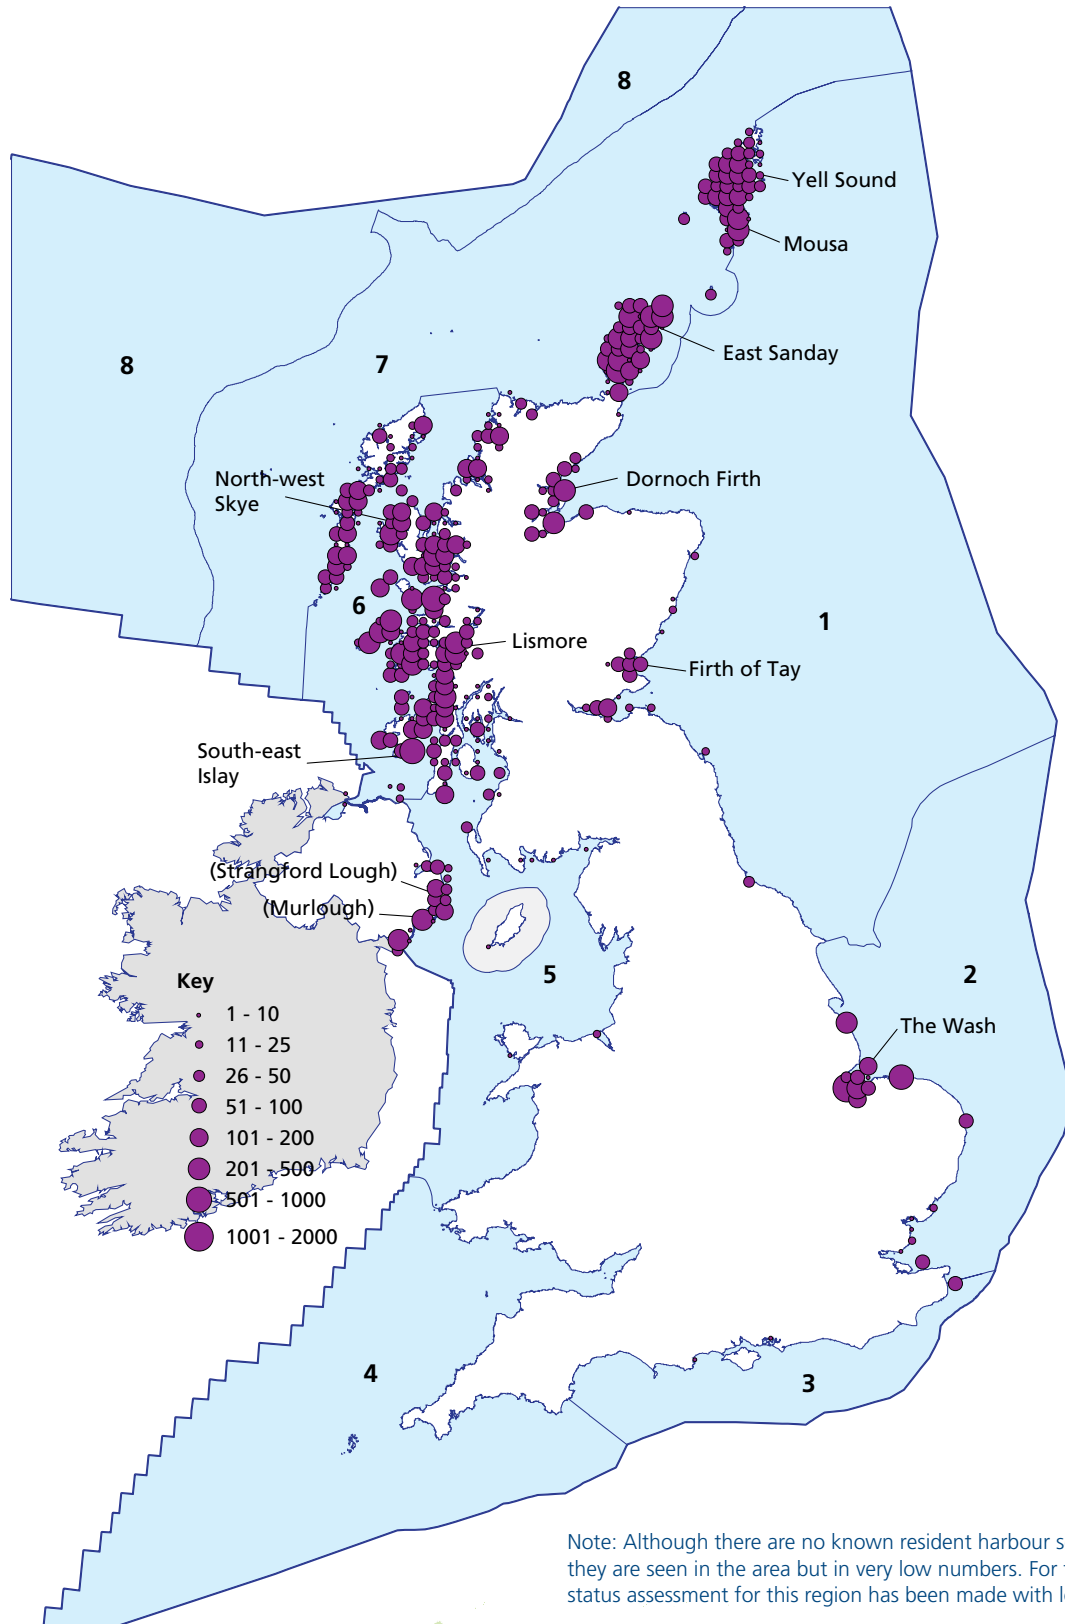 8
Yell Sound
Mousa
East Sanday
8
7
North-west
Skye
Dornoch Firth
6
1
Lismore
Firth of Tay
South-east
Islay
(Strangford Lough)
(Murlough)
5
2
Key
1 - 10
11 - 25
26 - 50
51 - 100
101 - 200
201 - 500
501 - 1000
1001 - 2000
The Wash
4
3
Note: Although there are no known resident harbour
they are seen in the area but in very low numbers. For
status assessment for this region has been made with